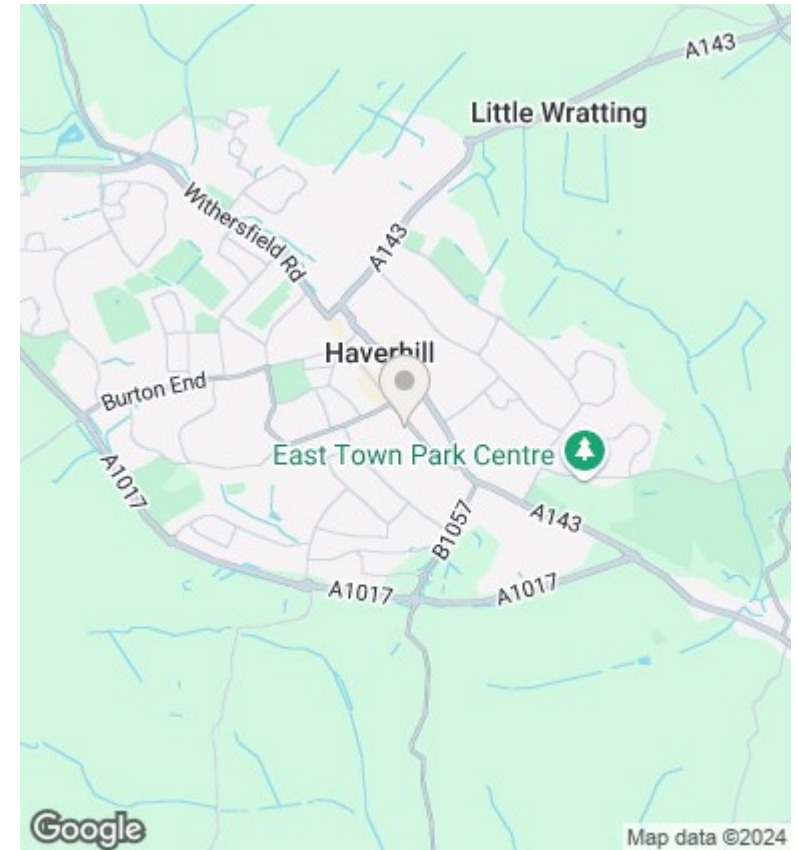 A143
Little Wratting
Withersfield Rd
A143
Haverhill
Burton End
East Town Park Centre
A1017
A143
B1057
A1017
A1017
Google
Map data ©2024